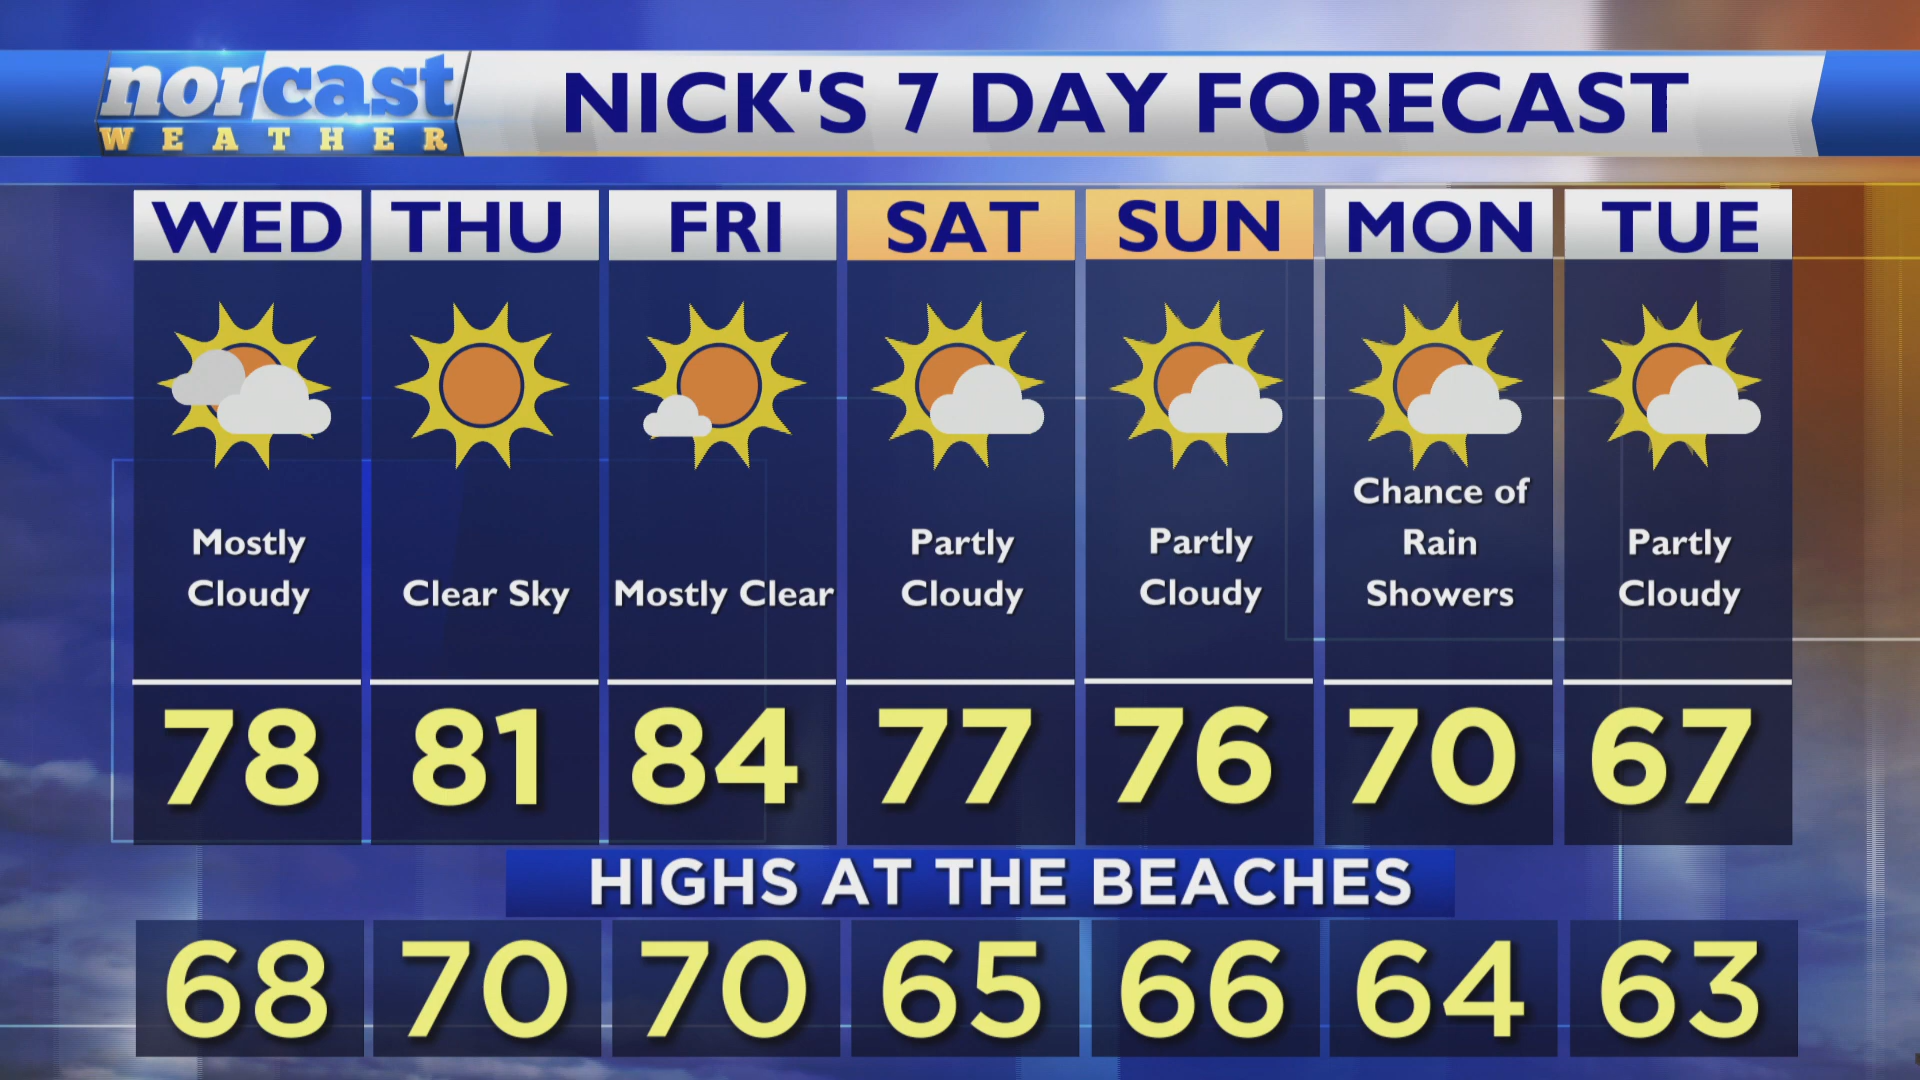 norcast
WEATHER
NICK'S 7 DAY FORECAST
WED THU FRI SAT SUN MON TUE
Mostly
Cloudy
Clear Sky
Mostly Clear
Partly
Cloudy
Partly
Cloudy
Chance of
Rain
Showers
Partly
Cloudy
78 81 84 77 76 70 67
HIGHS AT THE BEACHES
68 70 70 65 66 64 63